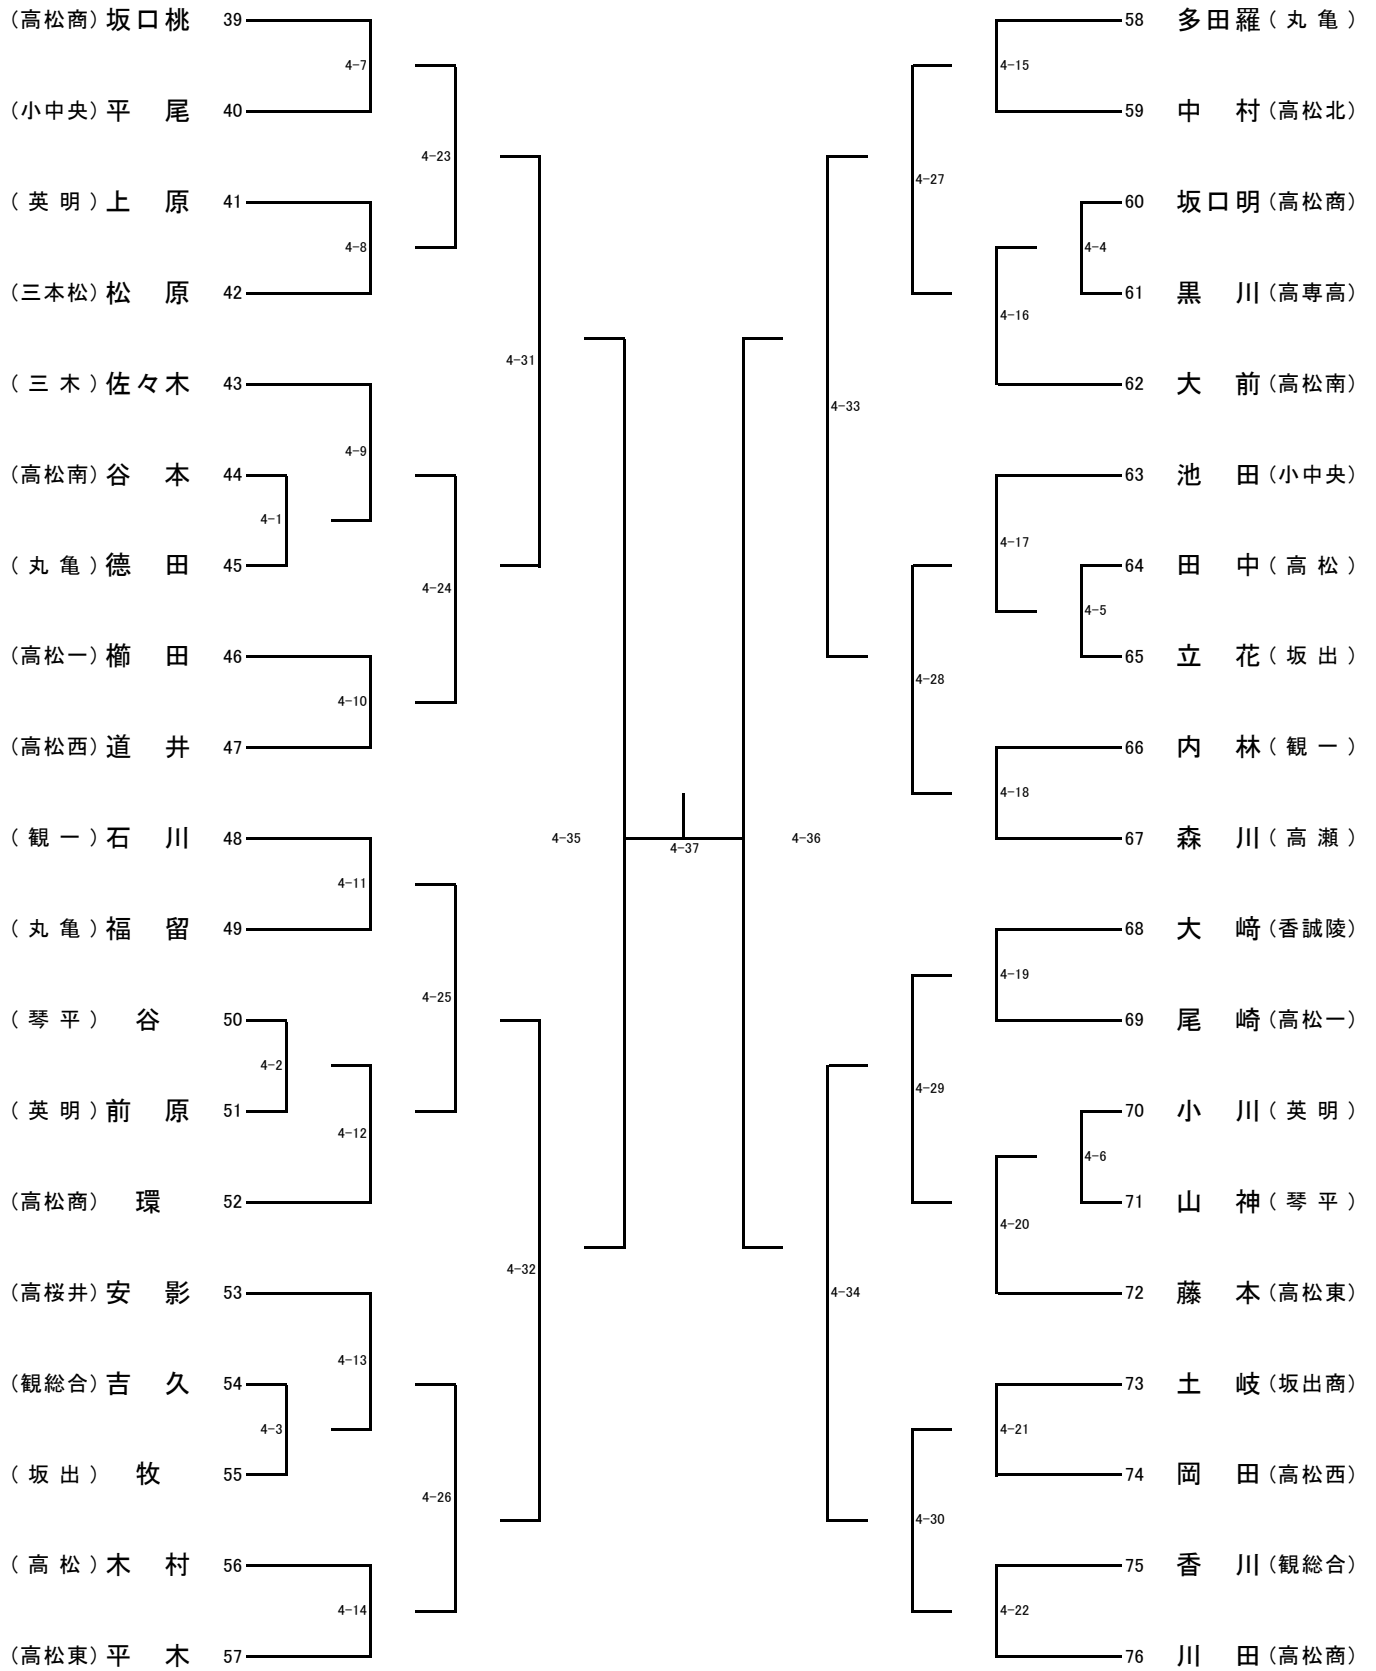 (高松商) 坂口桃 39
4-7
(小中央) 平尾 40
4-23
(英明) 上原 41
4-8
(三本松) 松原 42
4-31
(三木) 佐々木 43
4-9
(高松南) 谷本 44
4-1
(丸亀) 徳田 45
4-24
(高松一) 櫛田 46
4-10
(高松西) 道井 47
4-35
(観一) 石川 48
4-11
(丸亀) 福留 49
4-25
(琴平) 谷 50
4-2
(英明) 前原 51
4-12
(高松商) 環 52
4-32
(高桜井) 安影 53
4-13
(観総合) 吉久 54
4-3
(坂出) 牧 55
4-26
(高松) 木村 56
4-14
(高松東) 平木 57
4-37
58 多田羅 (丸亀)
4-15
59 中村 (高松北)
4-27
60 坂口明 (高松商)
4-4
61 黒川 (高専高)
4-16
62 大前 (高松南)
4-33
63 池田 (小中央)
4-17
64 田中 (高松)
4-5
65 立花 (坂出)
4-28
66 内林 (観一)
4-18
67 森川 (高瀬)
4-36
68 大﨑 (香誠陵)
4-19
69 尾崎 (高松一)
4-29
70 小川 (英明)
4-6
71 山神 (琴平)
4-20
72 藤本 (高松東)
4-34
73 土岐 (坂出商)
4-21
74 岡田 (高松西)
4-30
75 香川 (観総合)
4-22
76 川田 (高松商)